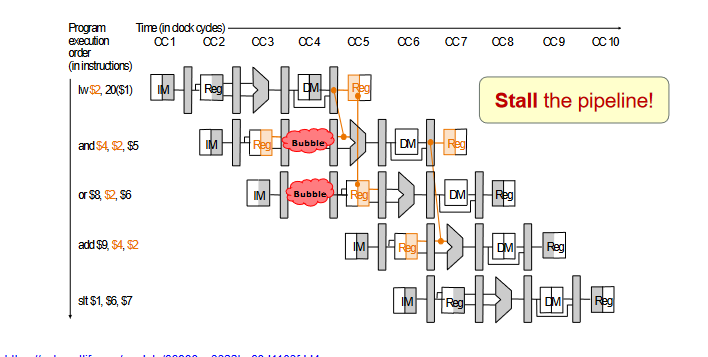 Program Time (in clock cycles)
execution CC 1 CC 2 CC 3 CC 4 CC 5 CC 6 CC 7 CC 8 CC 9 CC 10
order
(in instructions)
lw $2, 20($1) IM Reg DM Reg
Stall the pipeline!
and $4, $2, $5 IM Reg Bubble DM Reg
or $8, $2, $6 IM Bubble Reg DM Reg
add $9, $4, $2 IM Reg DM Reg
slt $1, $6, $7 IM Reg DM Reg